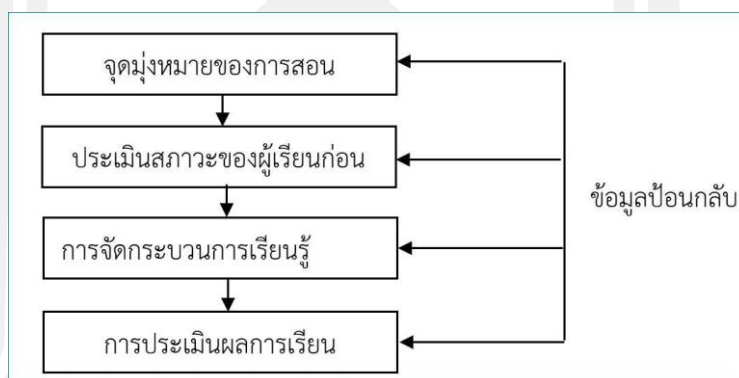 จุดมุ่งหมายของการสอน
ประเมินสภาวะของผู้เรียนก่อน
ข้อมูลป้อนกลับ
การจัดกระบวนการเรียนรู้
การประเมินผลการเรียน